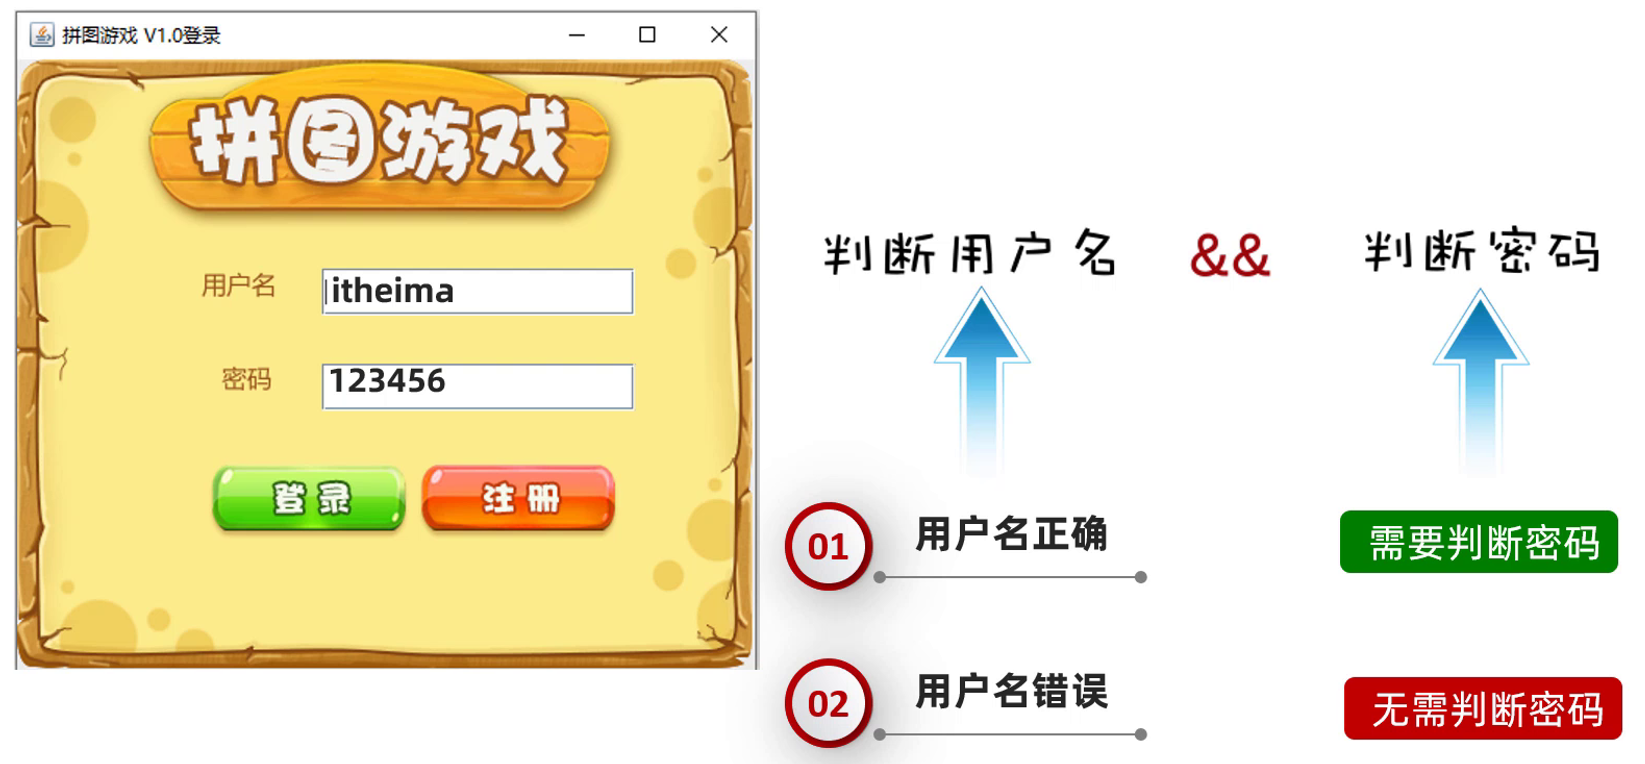 拼图游戏 V1.0登录
拼图游戏
用户名
itheima
密码
123456
登录
注册
判断用户名 && 判断密码
01
用户名正确
需要判断密码
02
用户名错误
无需判断密码